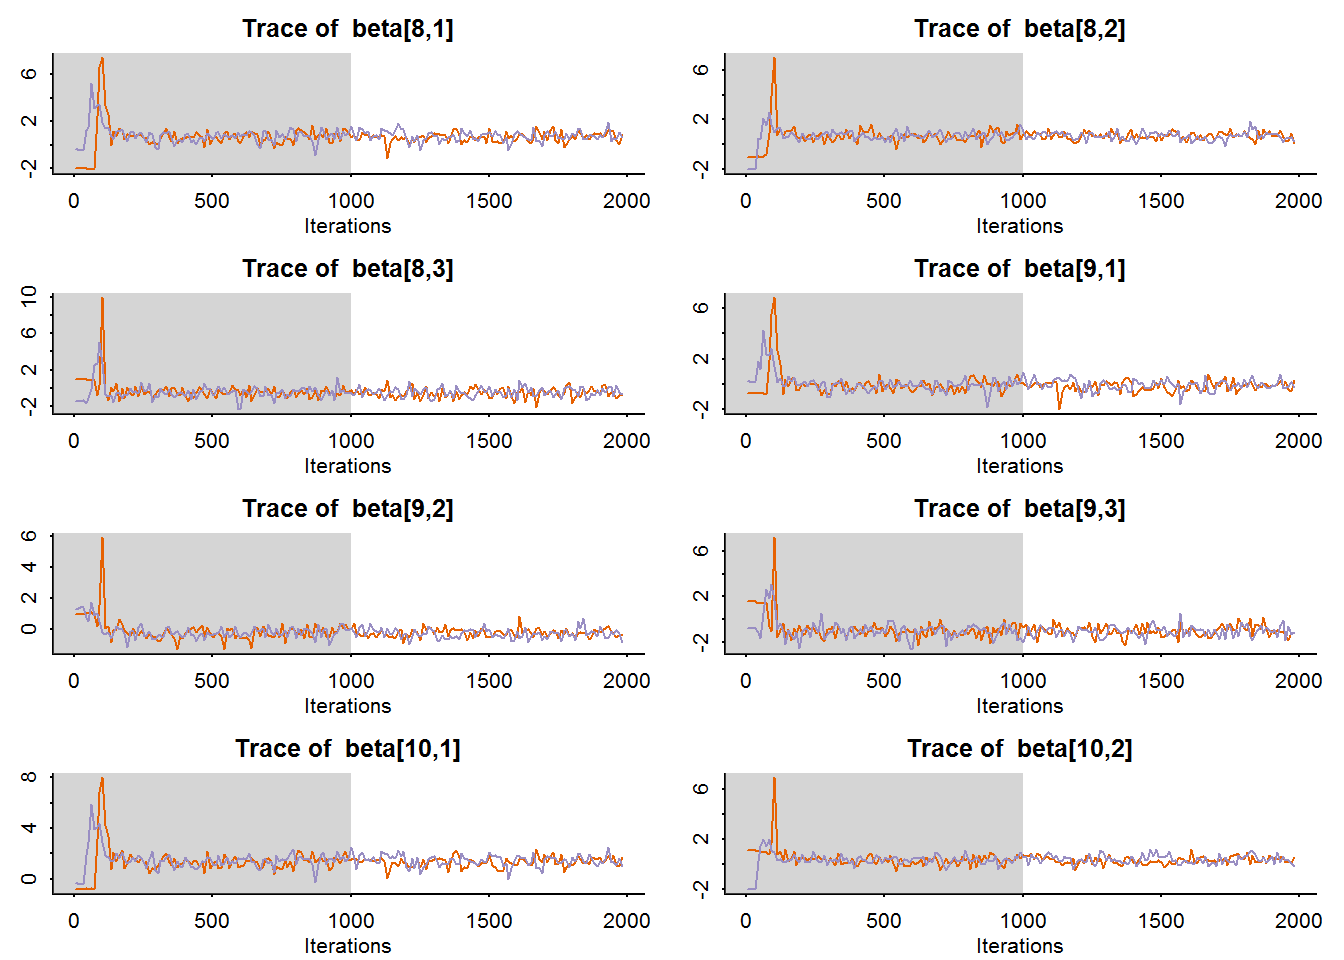 Trace of beta[8,1]
6
2
-2
0 500 1000 1500 2000
Iterations
Trace of beta[8,2]
6
2
-2
0 500 1000 1500 2000
Iterations
Trace of beta[8,3]
10
6
2
-2
0 500 1000 1500 2000
Iterations
Trace of beta[9,1]
6
2
-2
0 500 1000 1500 2000
Iterations
Trace of beta[9,2]
6
4
2
0
0 500 1000 1500 2000
Iterations
Trace of beta[9,3]
6
2
-2
0 500 1000 1500 2000
Iterations
Trace of beta[10,1]
8
4
0
0 500 1000 1500 2000
Iterations
Trace of beta[10,2]
6
2
-2
0 500 1000 1500 2000
Iterations